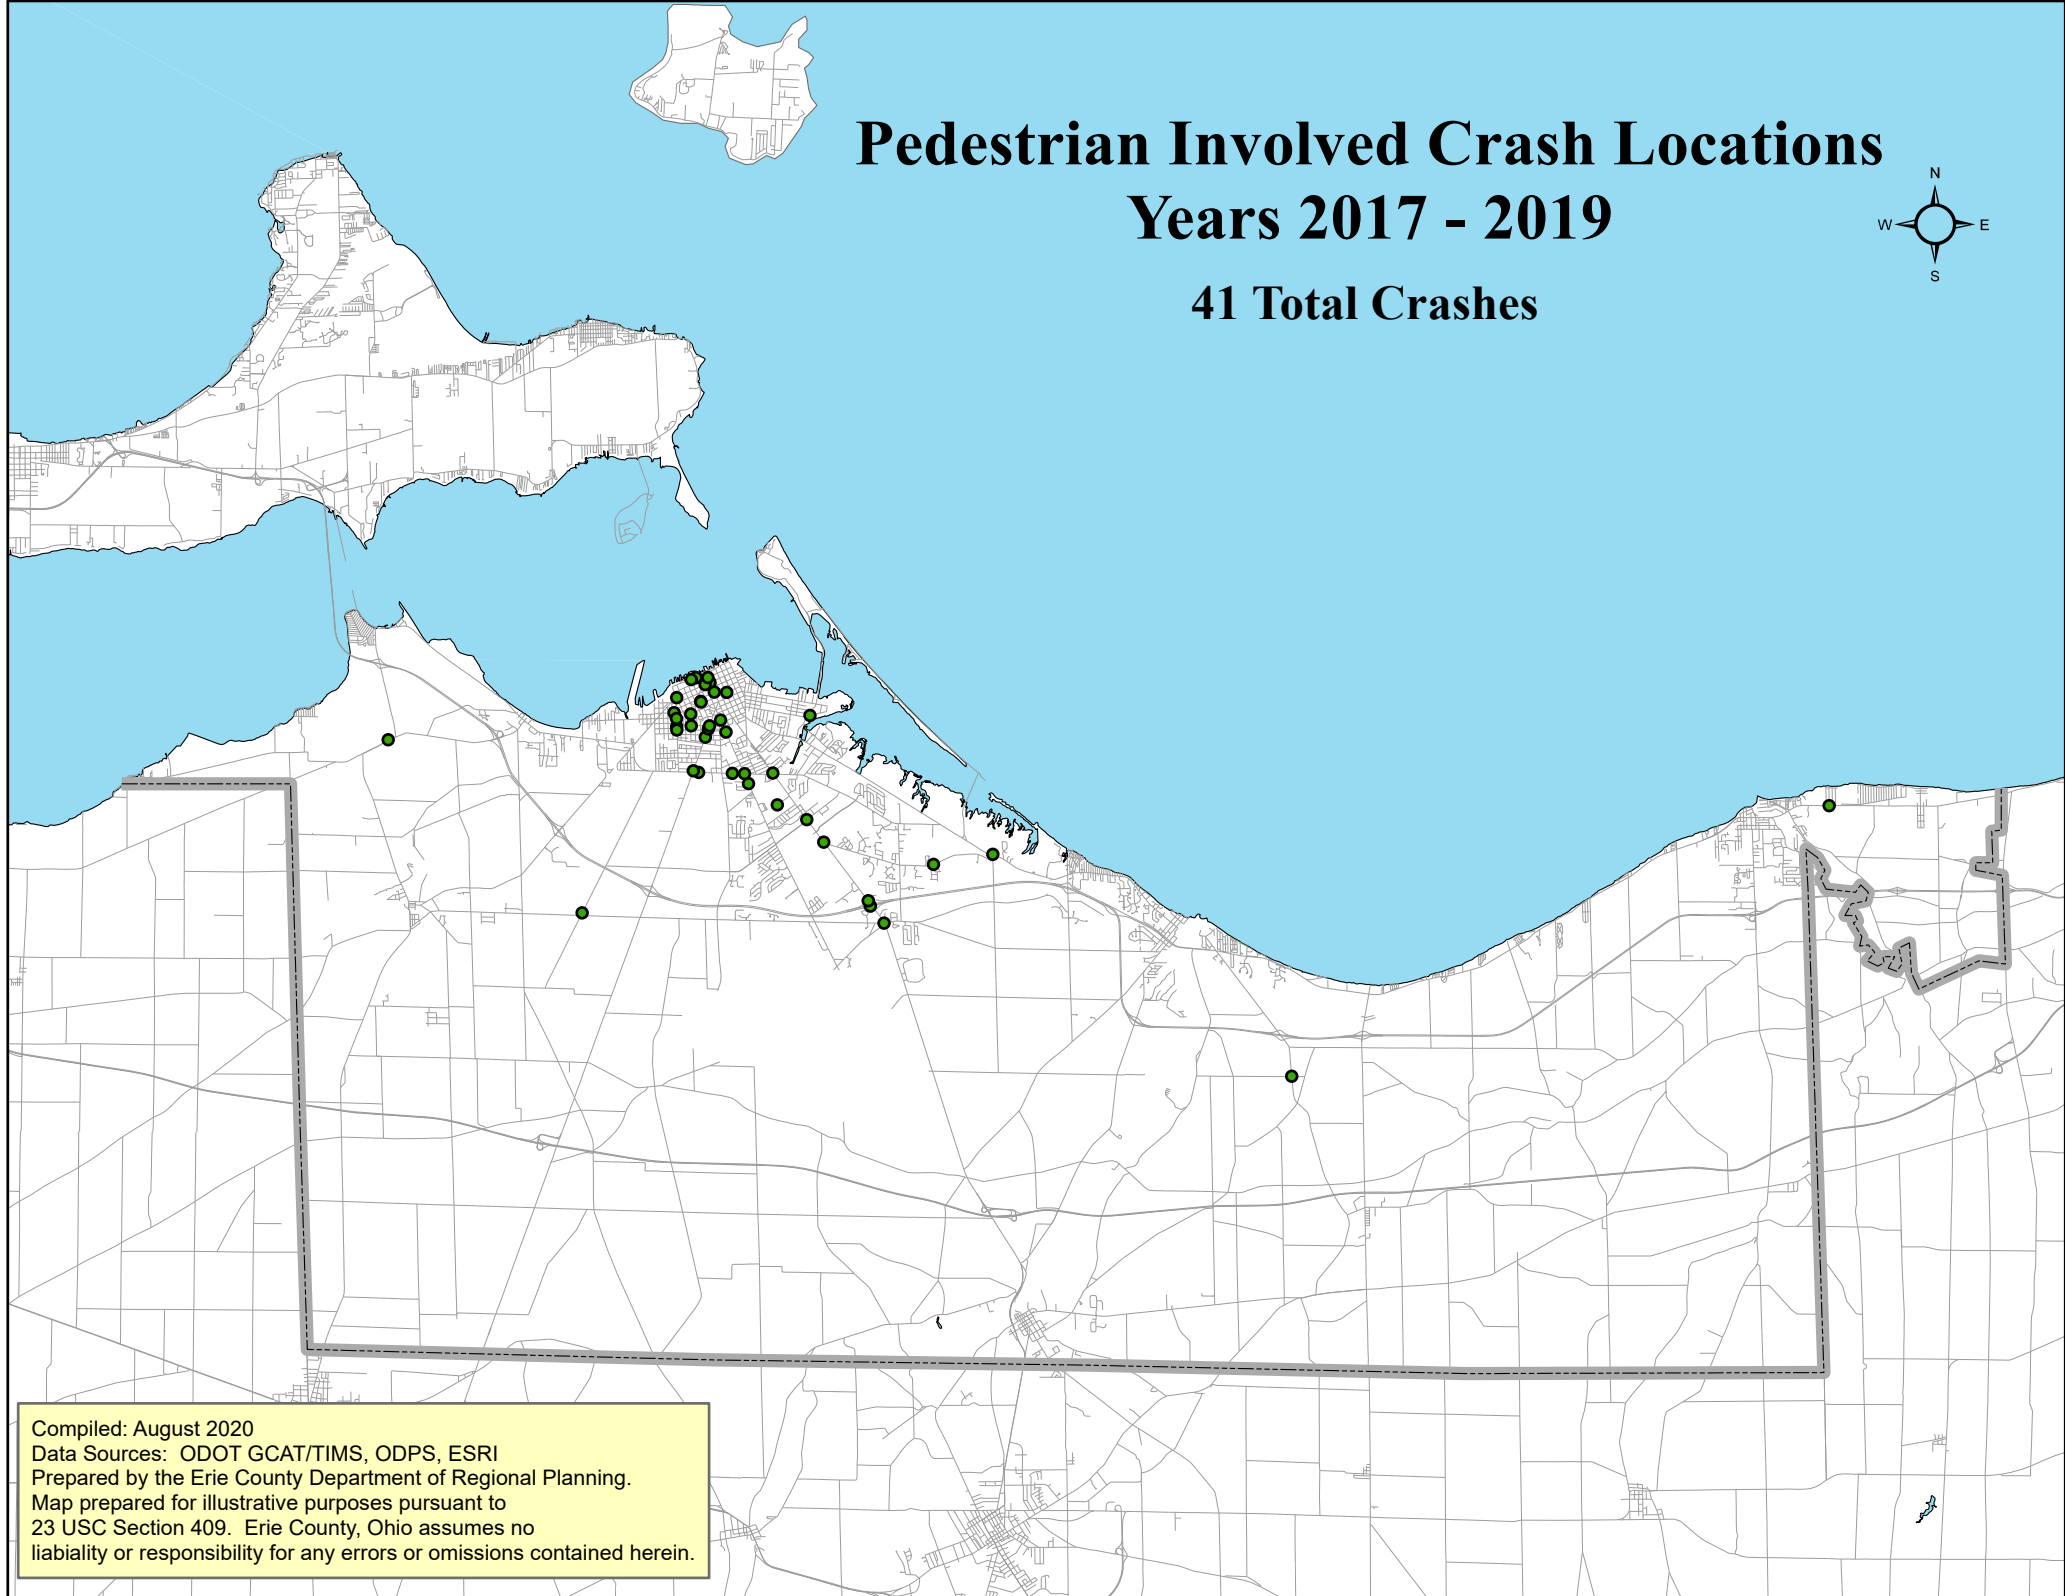 Pedestrian Involved Crash Locations
Years 2017 - 2019
41 Total Crashes
N
W E
S
Compiled: August 2020
Data Sources:  ODOT GCAT/TIMS, ODPS, ESRI
Prepared by the Erie County Department of Regional Planning.
Map prepared for illustrative purposes pursuant to
23 USC Section 409.  Erie County, Ohio assumes no
liabiality or responsibility for any errors or omissions contained herein.